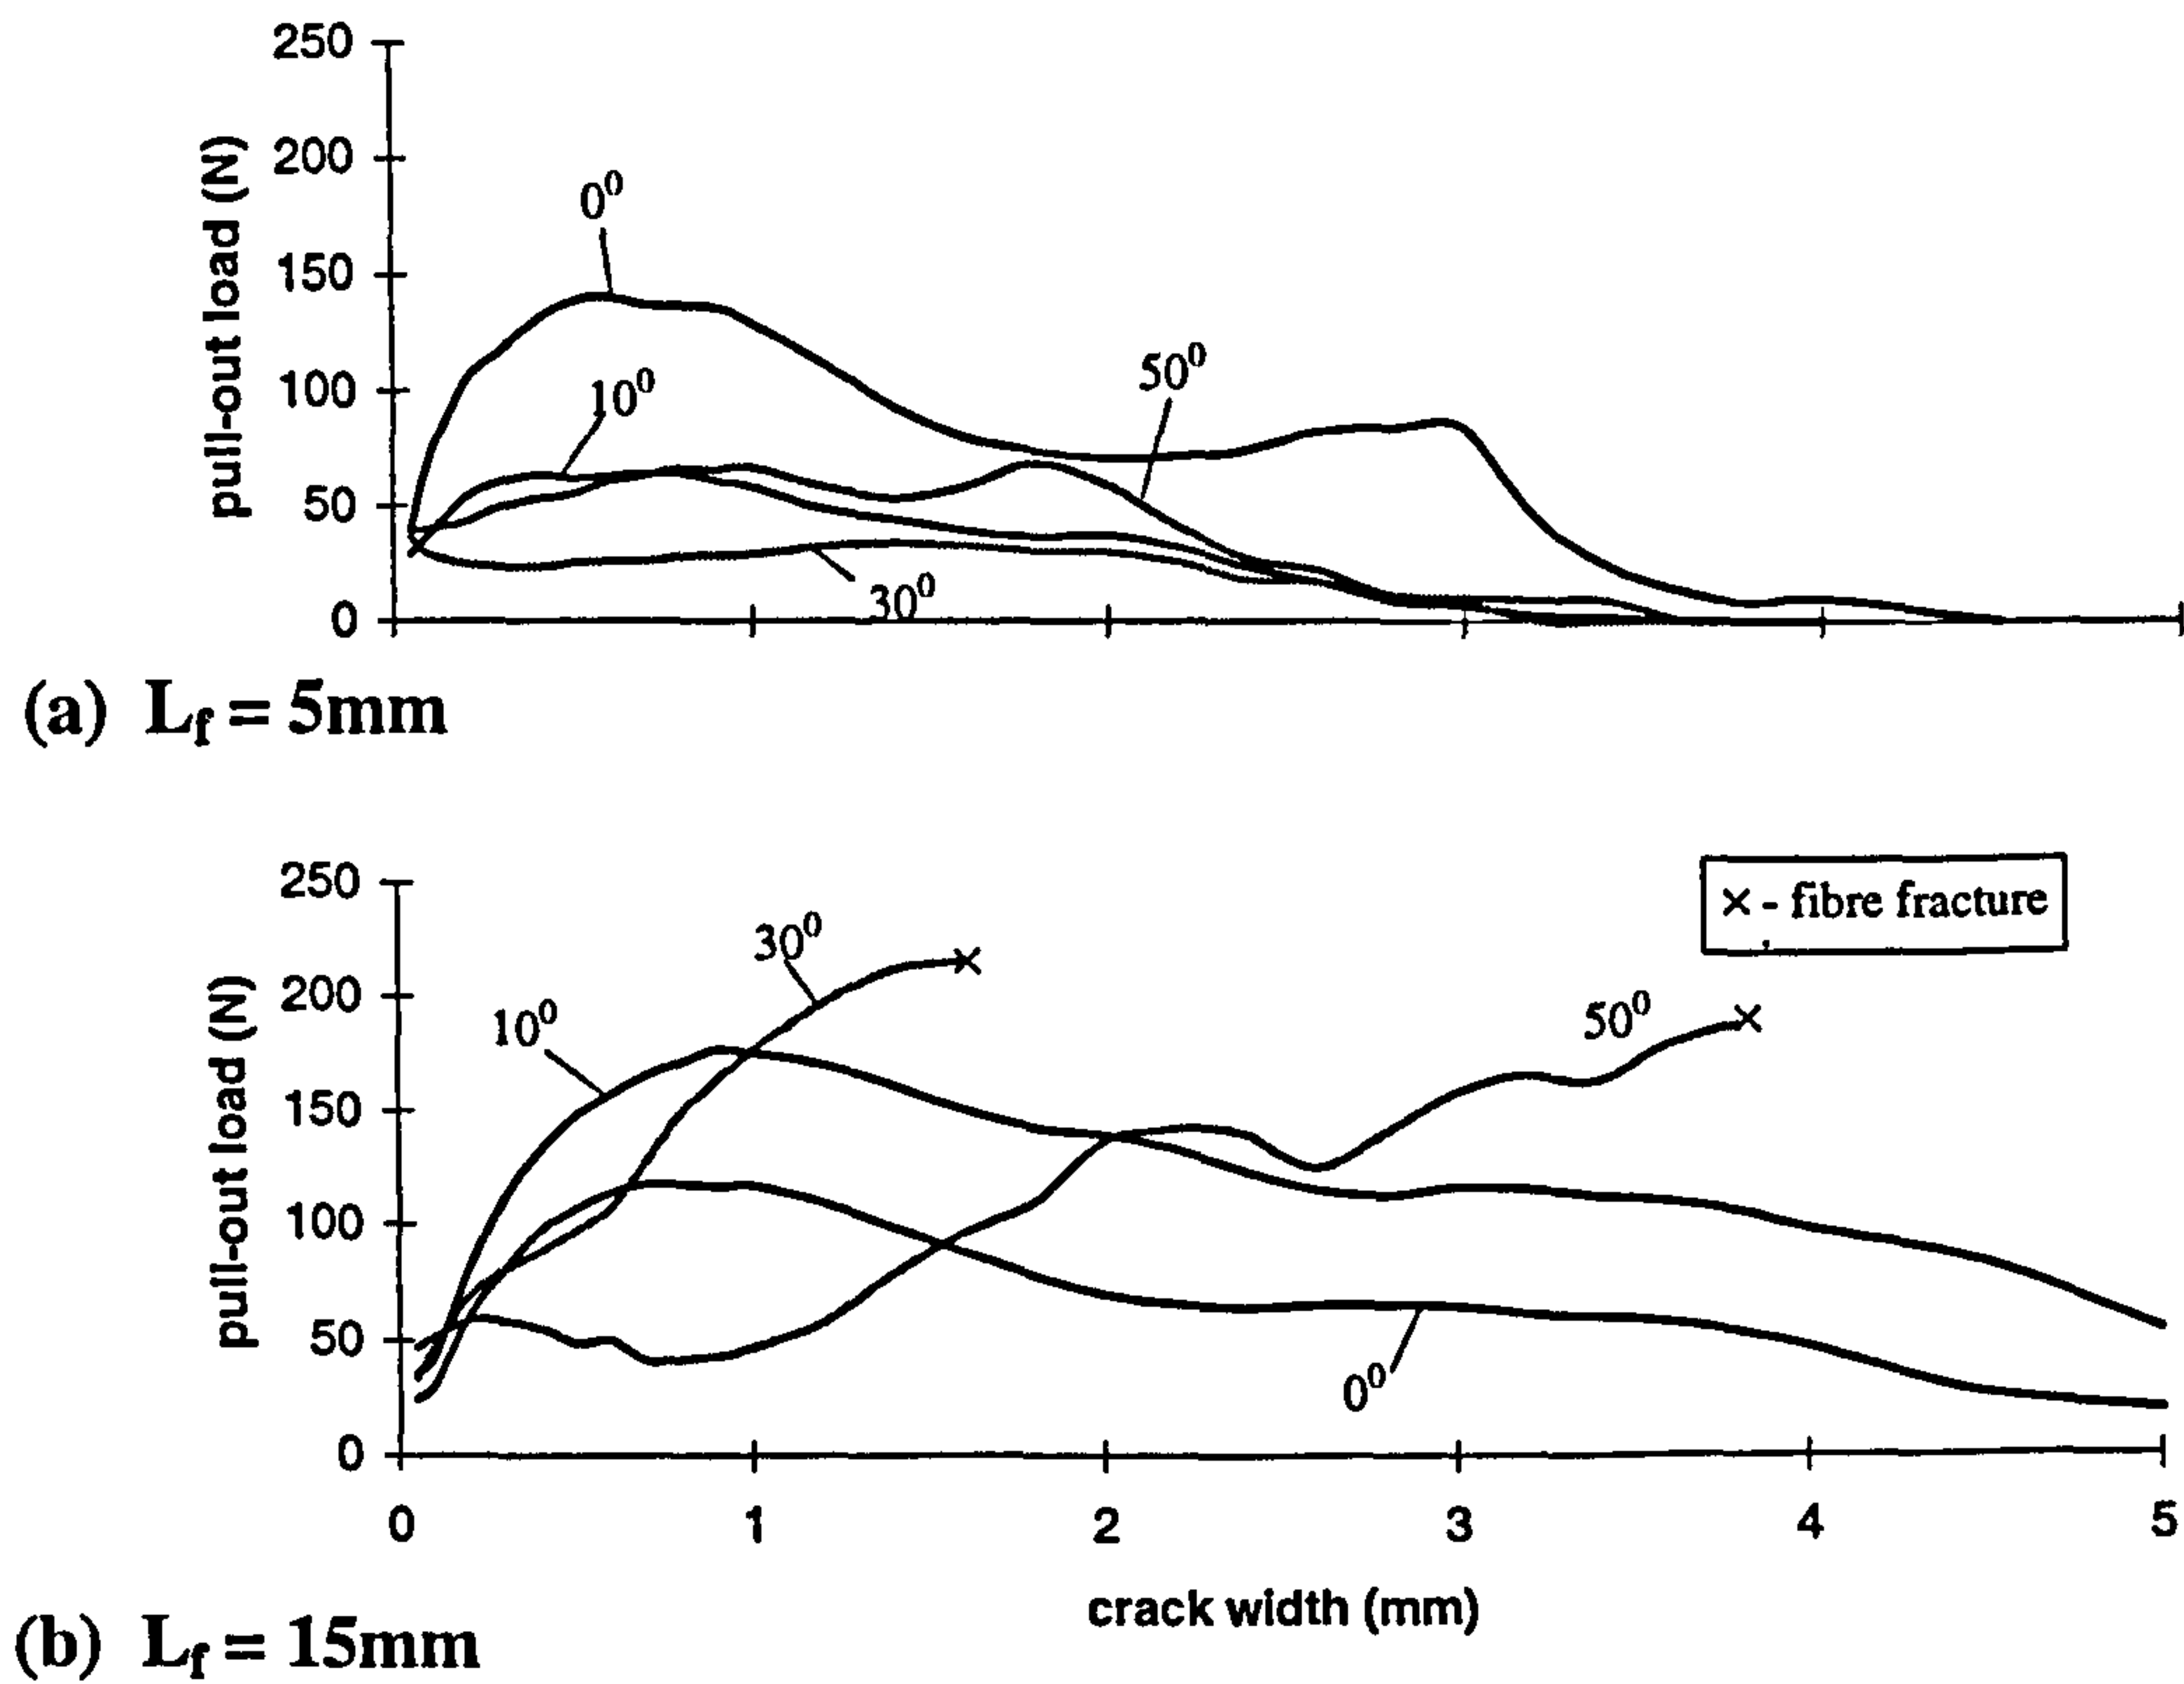 250
200
150
100
50
0
pull-out load (N)
0⁰
10⁰
50⁰
30⁰
(a) L_f = 5mm
250
200
150
100
50
0
pull-out load (N)
× - fibre fracture
30⁰
10⁰
50⁰
0⁰
0 1 2 3 4 5
crack width (mm)
(b) L_f = 15mm